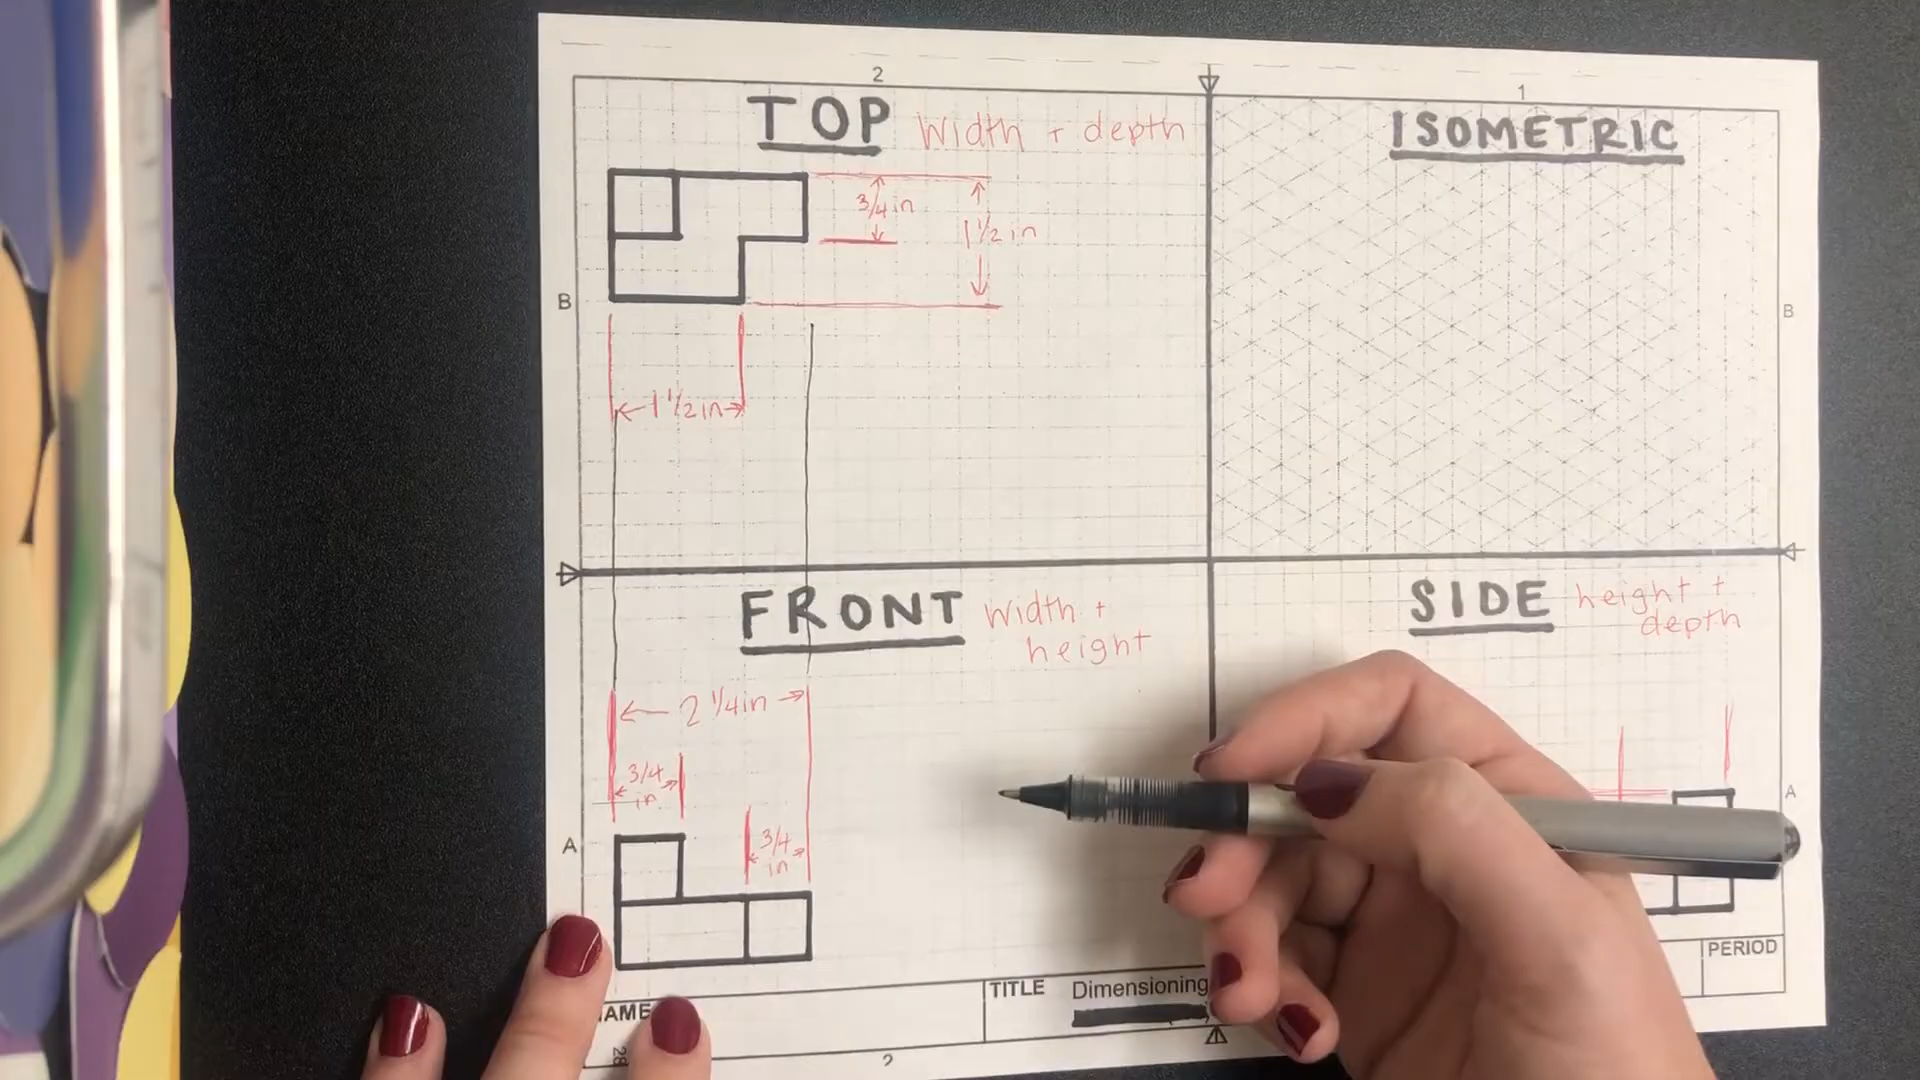 2
1
TOP width + depth
ISOMETRIC
3/4 in
1 1/2 in
B
B
1 1/2 in
FRONT width +
height
SIDE height +
depth
2 1/4 in
3/4
in
3/4
in
A
A
PERIOD
TITLE Dimensioning
AME
2